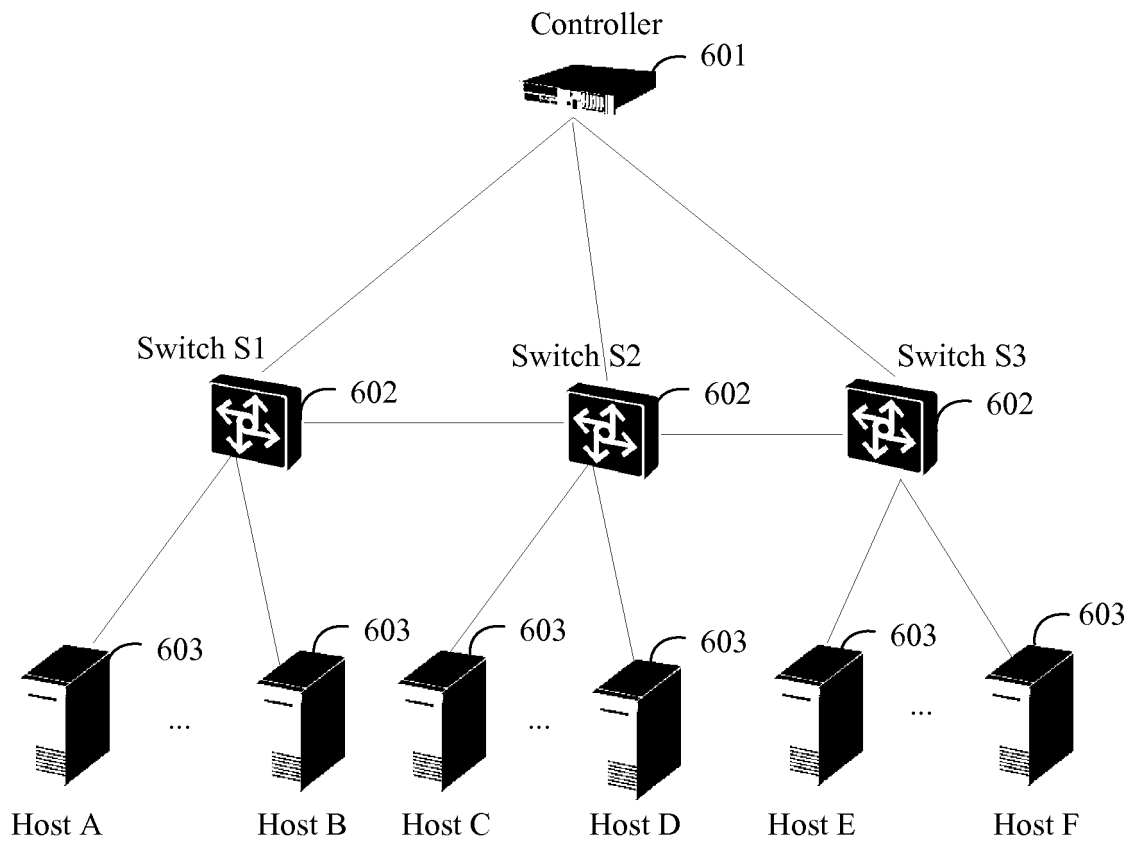 Controller
601
Switch S1
Switch S2
Switch S3
602
602
602
603
603
603
603
603
603
...
...
...
Host A
Host B
Host C
Host D
Host E
Host F